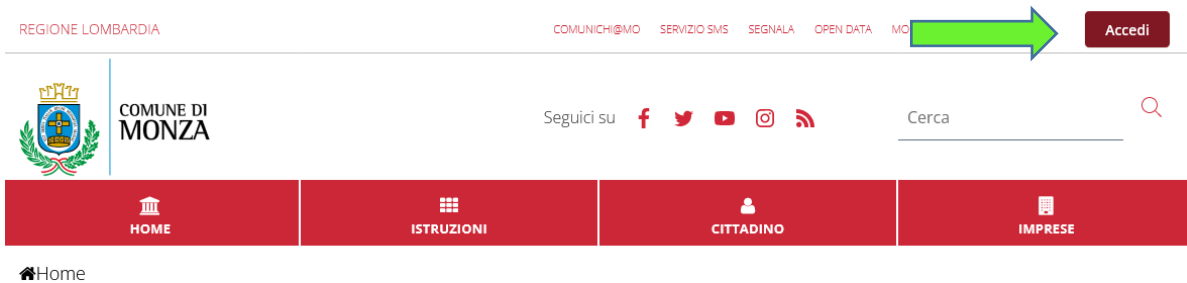 REGIONE LOMBARDIA
COMUNICHI@MO SERVIZIO SMS SEGNALA OPEN DATA
Accedi
COMUNE DI
MONZA
Seguici su
Cerca
HOME ISTRUZIONI CITTADINO IMPRESE
Home